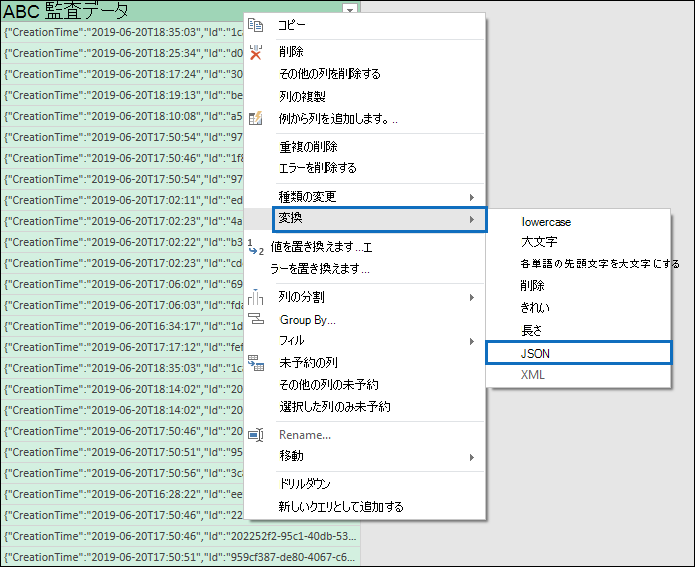 ABC 監査データ
{"CreationTime":"2019-06-20T18:35:03","Id":"1ca
{"CreationTime":"2019-06-20T18:25:34","Id":"d0
{"CreationTime":"2019-06-20T18:17:24","Id":"30
{"CreationTime":"2019-06-20T18:19:13","Id":"be
{"CreationTime":"2019-06-20T18:10:08","Id":"a5
{"CreationTime":"2019-06-20T17:50:54","Id":"97
{"CreationTime":"2019-06-20T17:50:46","Id":"1f8
{"CreationTime":"2019-06-20T17:50:54","Id":"97
{"CreationTime":"2019-06-20T17:02:11","Id":"ed
{"CreationTime":"2019-06-20T17:02:23","Id":"4a
{"CreationTime":"2019-06-20T17:02:22","Id":"b3
{"CreationTime":"2019-06-20T17:02:23","Id":"cd
{"CreationTime":"2019-06-20T17:06:02","Id":"69
{"CreationTime":"2019-06-20T17:06:03","Id":"fda
{"CreationTime":"2019-06-20T16:34:17","Id":"1d
{"CreationTime":"2019-06-20T17:17:12","Id":"fef
{"CreationTime":"2019-06-20T18:35:03","Id":"1ca
{"CreationTime":"2019-06-20T18:14:02","Id":"20
{"CreationTime":"2019-06-20T18:14:02","Id":"20
{"CreationTime":"2019-06-20T17:50:46","Id":"20
{"CreationTime":"2019-06-20T17:50:51","Id":"95
{"CreationTime":"2019-06-20T17:50:56","Id":"3ca
{"CreationTime":"2019-06-20T16:28:22","Id":"ee
{"CreationTime":"2019-06-20T17:50:46","Id":"22
{"CreationTime":"2019-06-20T17:50:46","Id":"202252f2-95c1-40db-53...
{"CreationTime":"2019-06-20T17:50:51","Id":"959cf387-de80-4067-c6...
コピー
削除
その他の列を削除する
列の複製
例から列を追加します。..
重複の削除
エラーを削除する
種類の変更
変換
値を置き換えます...エ
ラーを置き換えます...
列の分割
Group By...
フィル
未予約の列
その他の列の未予約
選択した列のみ未予約
Rename...
移動
ドリルダウン
新しいクエリとして追加する
lowercase
大文字
各単語の先頭文字を大文字にする
削除
きれい
長さ
JSON
XML